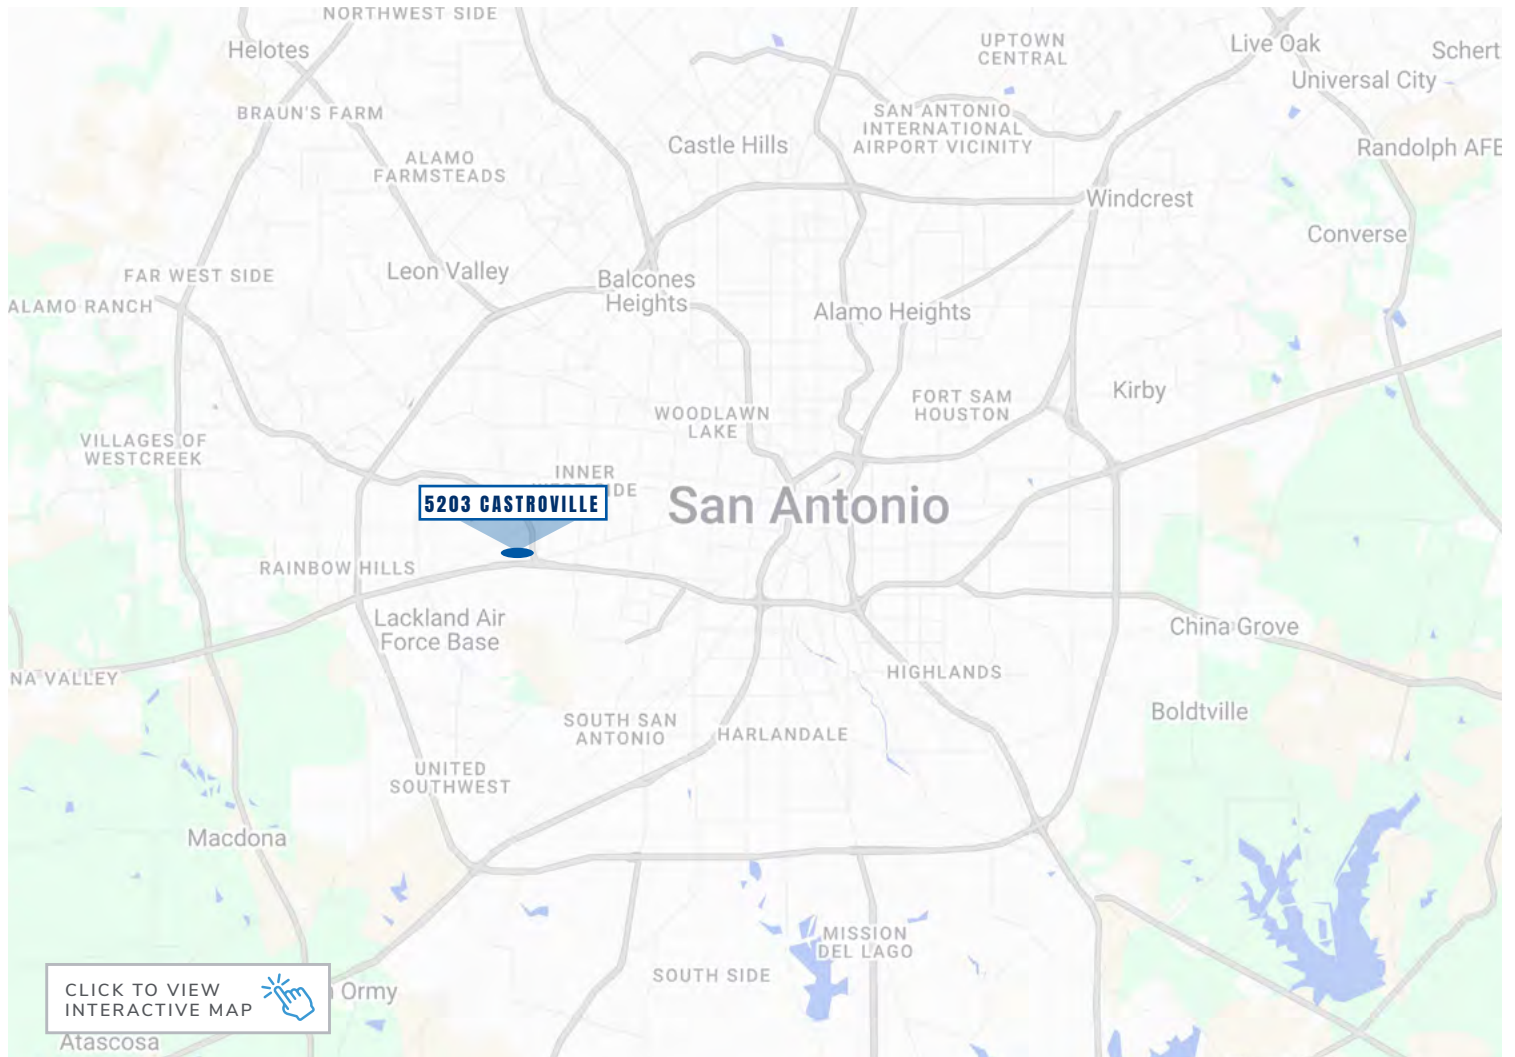 NORTHWEST SIDE
Helotes
UPTOWN
CENTRAL
Live Oak
Schert
Universal City
BRAUN'S FARM
SAN ANTONIO
INTERNATIONAL
AIRPORT VICINITY
Castle Hills
Randolph AFB
ALAMO
FARMSTEADS
Windcrest
Converse
FAR WEST SIDE
Leon Valley
Balcones
Heights
ALAMO RANCH
Alamo Heights
Kirby
FORT SAM
HOUSTON
WOODLAWN
LAKE
VILLAGES OF
WESTCREEK
INNER
WEST SIDE
5203 CASTROVILLE
San Antonio
RAINBOW HILLS
Lackland Air
Force Base
China Grove
NA VALLEY
HIGHLANDS
Boldtville
SOUTH SAN
ANTONIO
HARLANDALE
UNITED
SOUTHWEST
Macdona
MISSION
DEL LAGO
SOUTH SIDE
CLICK TO VIEW
INTERACTIVE MAP
Ormy
Atascosa